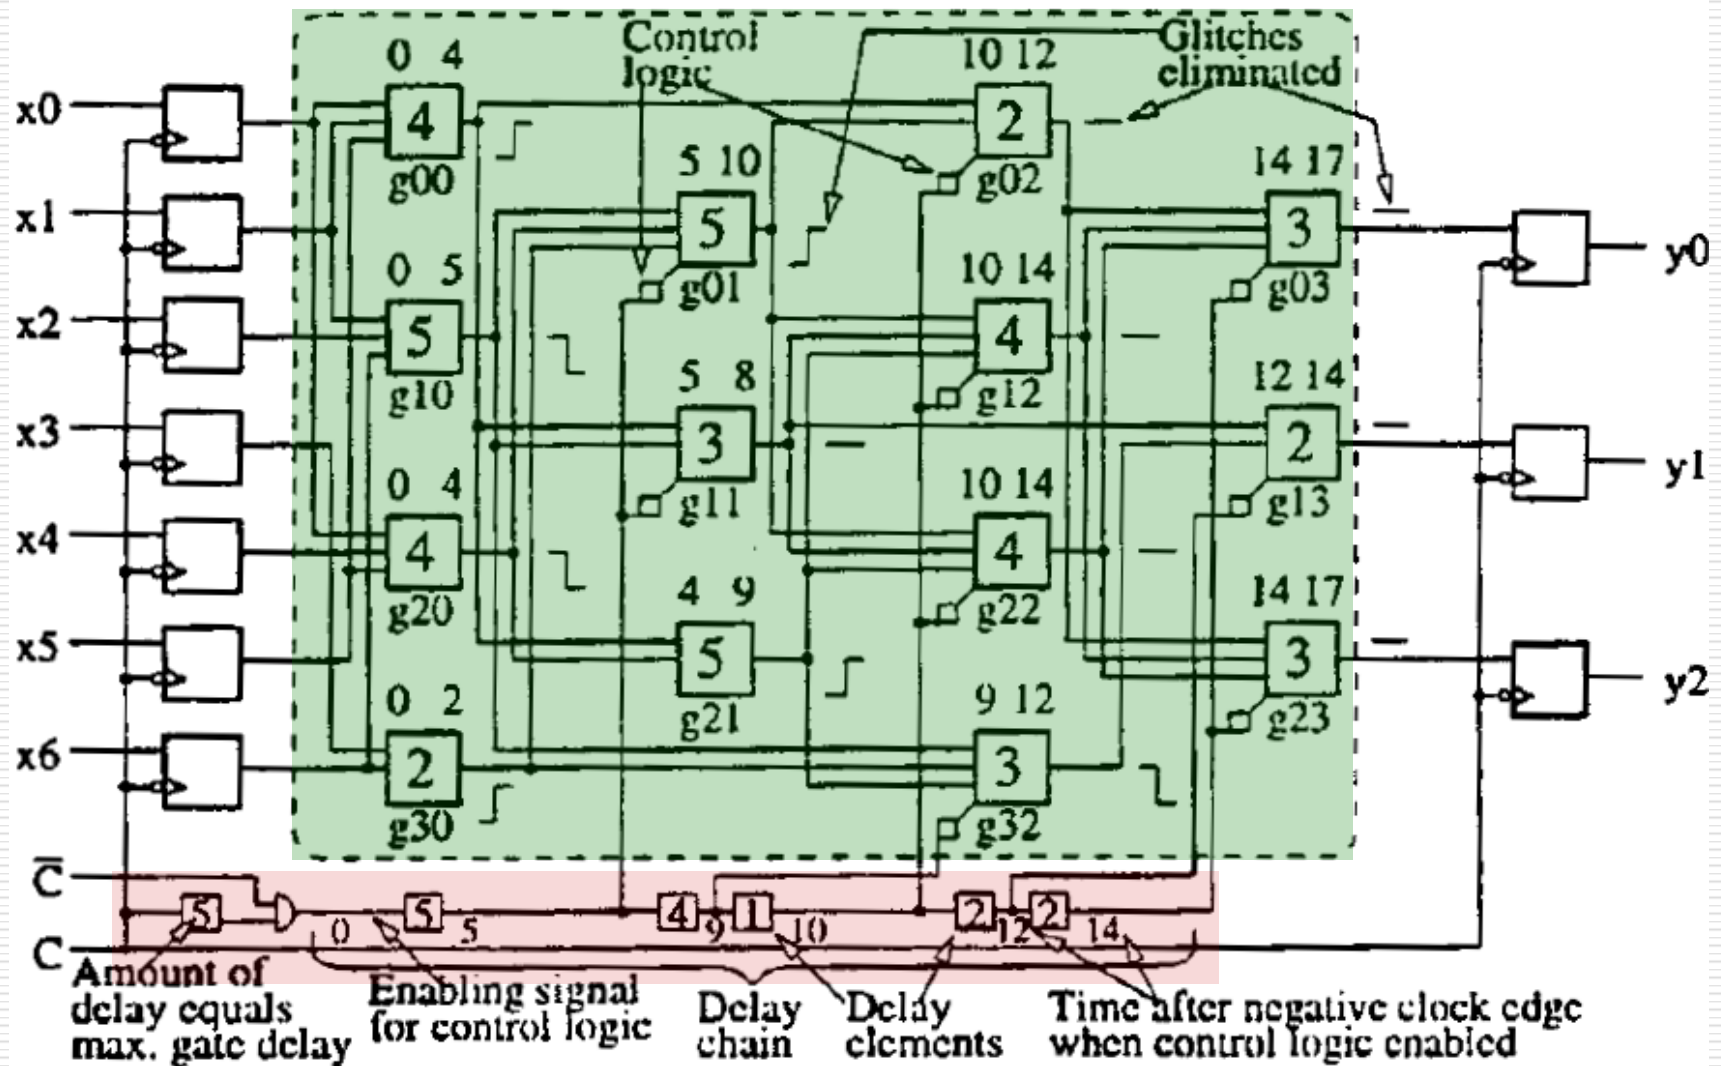 Control logic
Glitches eliminated
x0
x1
x2
x3
x4
x5
x6
0 4
4
g00
0 5
5
g10
0 4
4
g20
0 2
2
g30
5 10
5
g01
5 8
3
g11
4 9
5
g21
10 12
2
g02
10 14
4
g12
10 14
4
g22
9 12
3
g32
14 17
3
g03
12 14
2
g13
14 17
3
g23
y0
y1
y2
C̅
5
0
5
5
4
9
1
10
2
12
2
14
C
Amount of
delay equals
max. gate delay
Enabling signal
for control logic
Delay
chain
Delay
elements
Time after negative clock edge
when control logic enabled